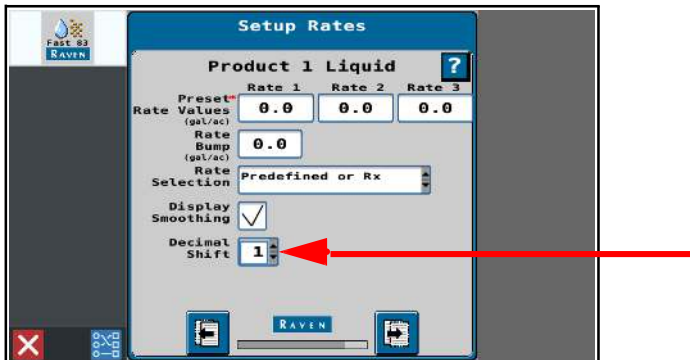 Setup Rates
Fast 83
RAVEN
Product 1 Liquid
?
Rate 1 Rate 2 Rate 3
Preset*
Rate Values
(gal/ac)
0.0 0.0 0.0
Rate
Bump
(gal/ac)
0.0
Rate
Selection
Predefined or Rx
Display
Smoothing
Decimal
Shift
1
RAVEN